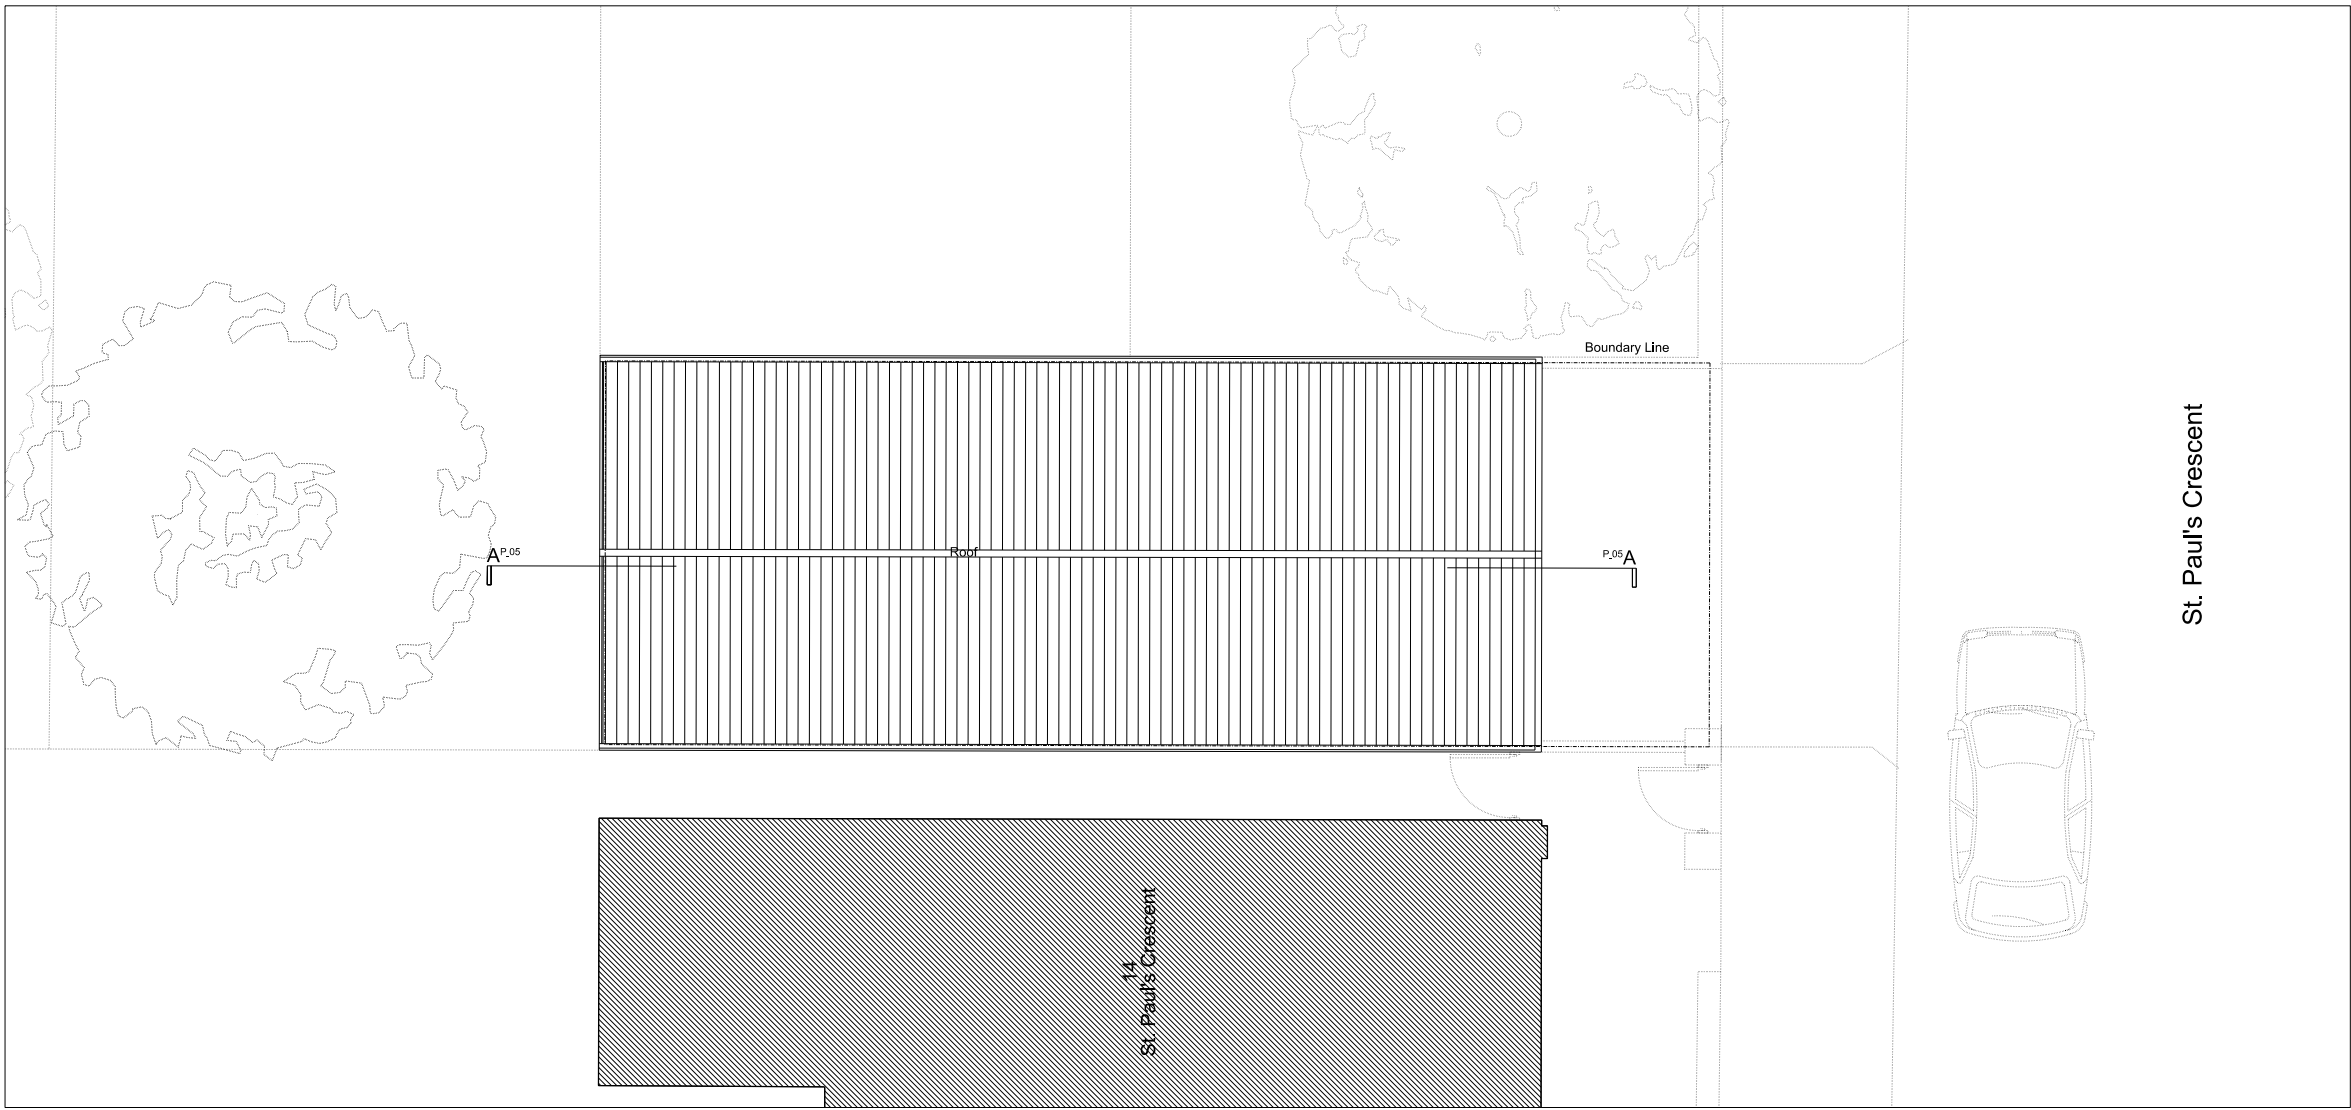 Boundary Line
St. Paul's Crescent
A P_05
Roof
P_05 A
14
St. Paul's Crescent